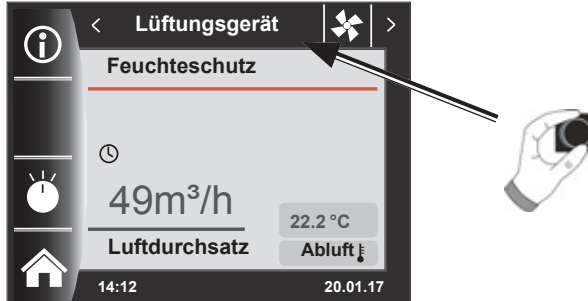 < Lüftungsgerät >
Feuchteschutz
49m³/h
22.2 °C
Luftdurchsatz
Abluft
14:12
20.01.17